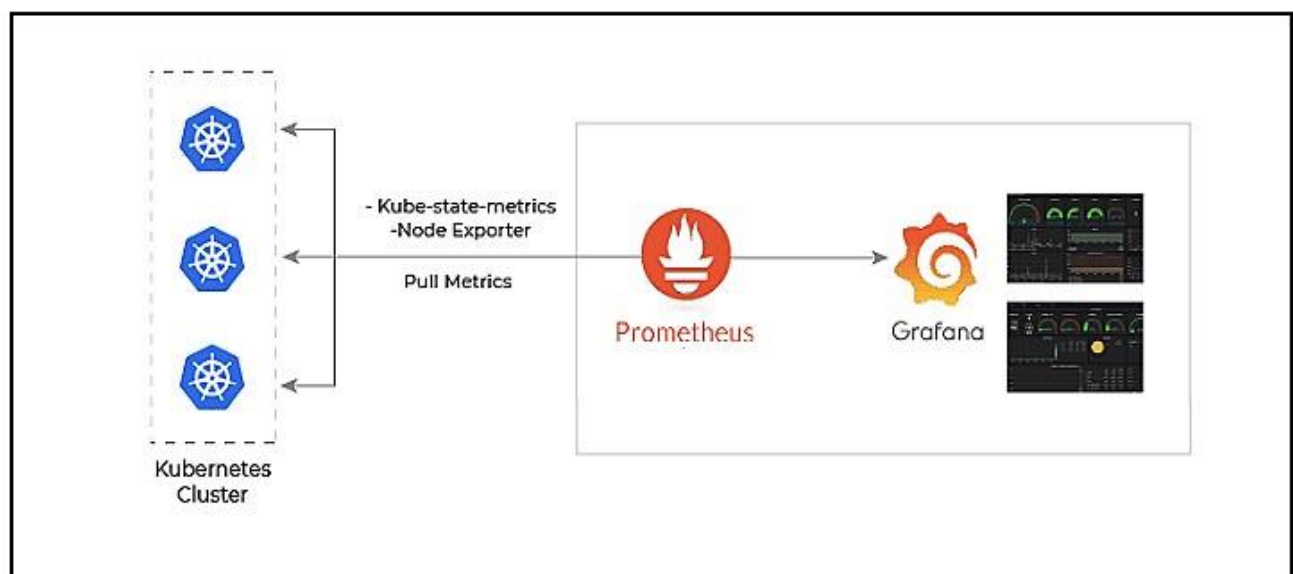 - Kube-state-metrics
-Node Exporter
Pull Metrics
Prometheus
Grafana
Kubernetes
Cluster